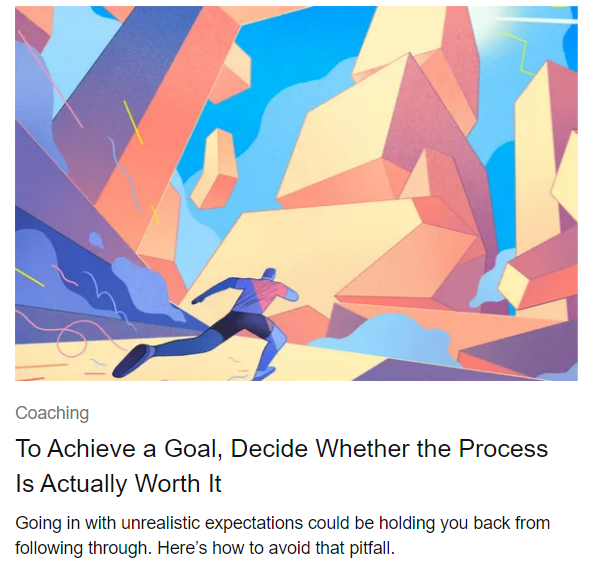 Coaching
To Achieve a Goal, Decide Whether the Process
Is Actually Worth It
Going in with unrealistic expectations could be holding you back from
following through. Here’s how to avoid that pitfall.